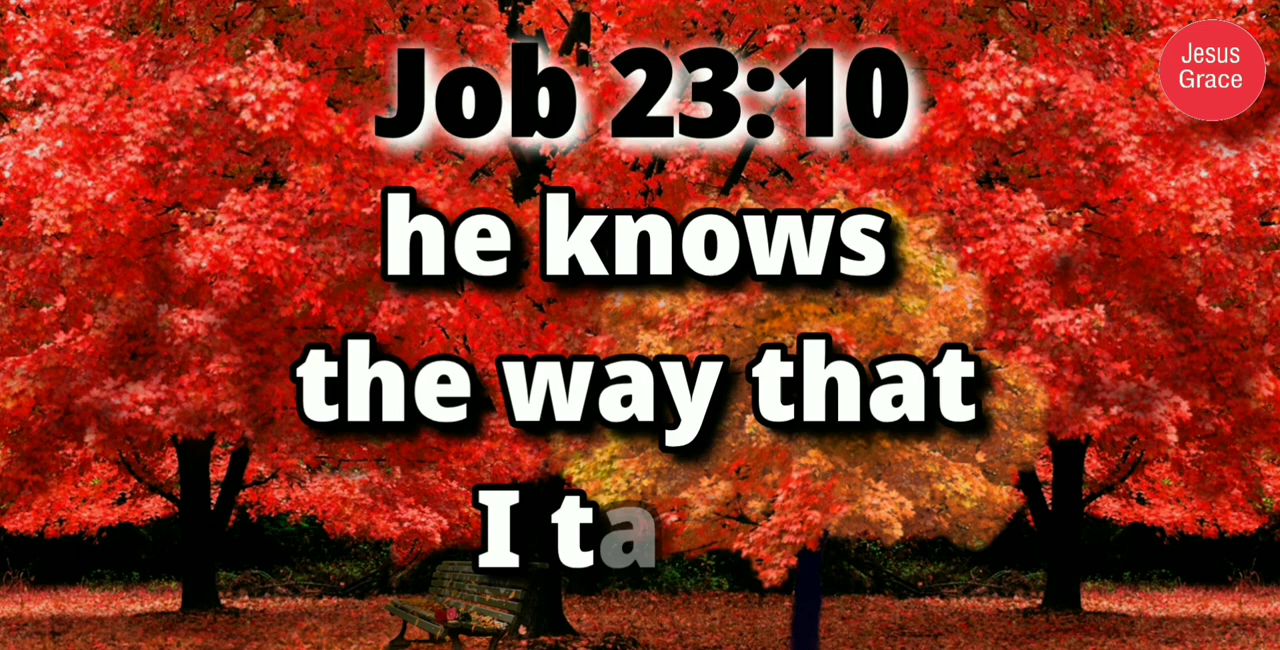 Job 23:10
Jesus
Grace
he knows
the way that
I ta